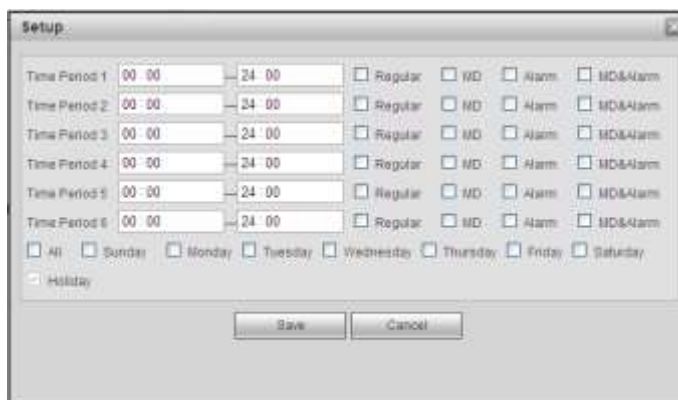 Setup
Time Period 1 00 00 — 24 00 Regular MD Alarm MD&Alarm
Time Period 2 00 00 — 24 00 Regular MD Alarm MD&Alarm
Time Period 3 00 00 — 24 00 Regular MD Alarm MD&Alarm
Time Period 4 00 00 — 24 00 Regular MD Alarm MD&Alarm
Time Period 5 00 00 — 24 00 Regular MD Alarm MD&Alarm
Time Period 6 00 00 — 24 00 Regular MD Alarm MD&Alarm
All Sunday Monday Tuesday Wednesday Thursday Friday Saturday
Holiday
Save Cancel